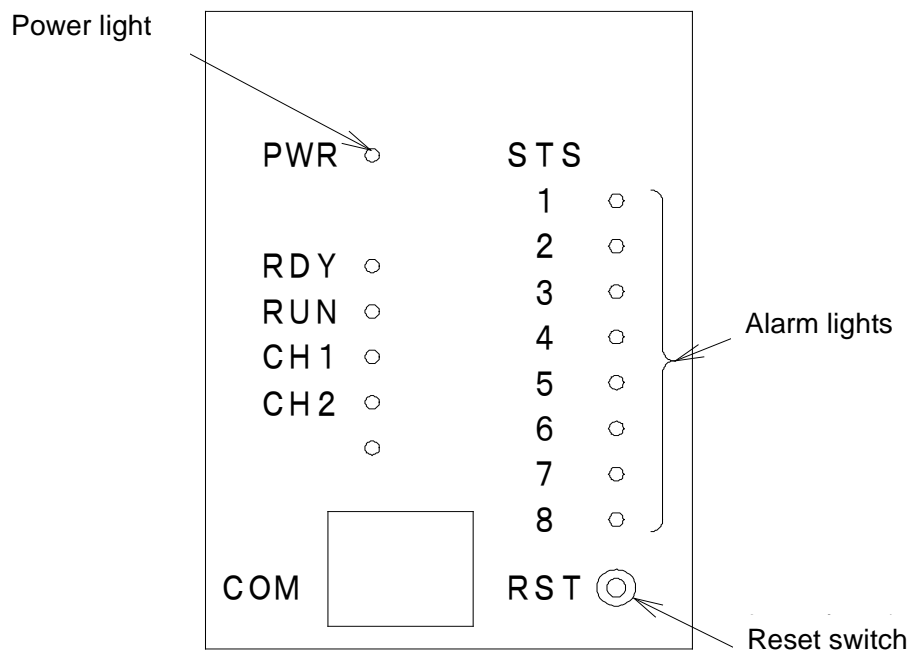 Power light
PWR
STS
1
2
3
4
5
6
7
8
RDY
RUN
CH1
CH2
Alarm lights
COM
RST
Reset switch